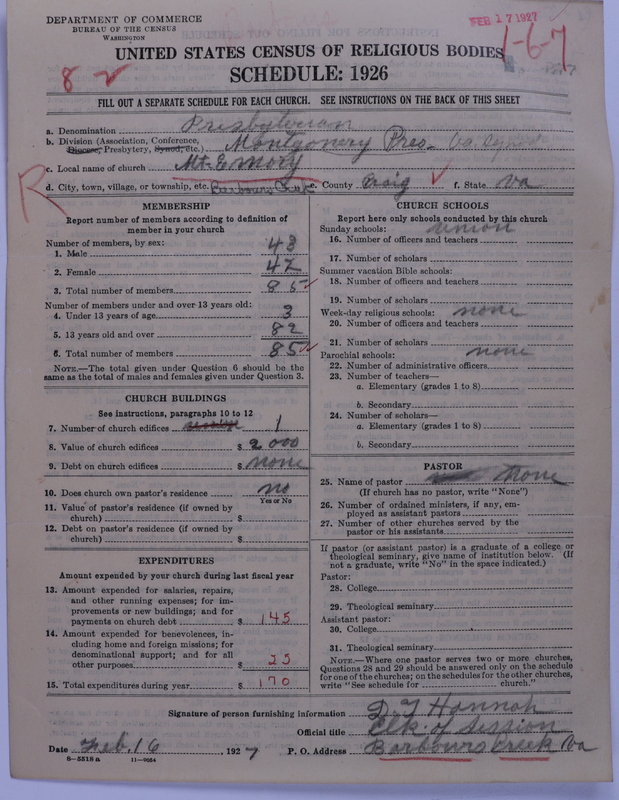 DEPARTMENT OF COMMERCE
BUREAU OF THE CENSUS
WASHINGTON
FEB 17 1927
1-6-7
UNITED STATES CENSUS OF RELIGIOUS BODIES
SCHEDULE: 1926
8 2
FILL OUT A SEPARATE SCHEDULE FOR EACH CHURCH. SEE INSTRUCTIONS ON THE BACK OF THIS SHEET
a. Denomination Presbyterian
b. Division (Association, Conference, Diocese, Presbytery, Synod, etc.) Montgomery Pres. Va.
c. Local name of church Mt. Emory
d. City, town, village, or township, etc. Barbours Creek e. County Craig f. State Va
R
MEMBERSHIP
Report number of members according to definition of member in your church
Number of members, by sex:
1. Male 43
2. Female 42
3. Total number of members 85
Number of members under and over 13 years old:
4. Under 13 years of age 3
5. 13 years old and over 82
6. Total number of members 85
NOTE.—The total given under Question 6 should be the same as the total of males and females given under Question 3.
CHURCH BUILDINGS
See instructions, paragraphs 10 to 12
7. Number of church edifices 1
8. Value of church edifices $ 2000
9. Debt on church edifices $ none
10. Does church own pastor's residence no
Yes or No
11. Value of pastor's residence (if owned by church) $
12. Debt on pastor's residence (if owned by church) $
EXPENDITURES
Amount expended by your church during last fiscal year
13. Amount expended for salaries, repairs, and other running expenses; for improvements or new buildings; and for payments on church debt $ 145
14. Amount expended for benevolences, including home and foreign missions; for denominational support; and for all other purposes $ 25
15. Total expenditures during year $ 170
CHURCH SCHOOLS
Report here only schools conducted by this church
Sunday schools: union
16. Number of officers and teachers
17. Number of scholars
Summer vacation Bible schools:
18. Number of officers and teachers
19. Number of scholars
Week-day religious schools: none
20. Number of officers and teachers
21. Number of scholars
Parochial schools: none
22. Number of administrative officers
23. Number of teachers—
a. Elementary (grades 1 to 8)
b. Secondary
24. Number of scholars—
a. Elementary (grades 1 to 8)
b. Secondary
PASTOR
25. Name of pastor None
(If church has no pastor, write "None")
26. Number of ordained ministers, if any, employed as assistant pastors
27. Number of other churches served by the pastor or his assistants
If pastor (or assistant pastor) is a graduate of a college or theological seminary, give name of institution below. (If not a graduate, write "No" in the space indicated.)
Pastor:
28. College
29. Theological seminary
Assistant pastor:
30. College
31. Theological seminary
NOTE.—Where one pastor serves two or more churches, Questions 28 and 29 should be answered only on the schedule for one of the churches; on the schedules for the other churches, write "See schedule for church."
Signature of person furnishing information D. T Hannah
Official title Clk of Session
Date Feb. 16, 1927 P. O. Address Barbours Creek Va
8-5518 a 11-9664